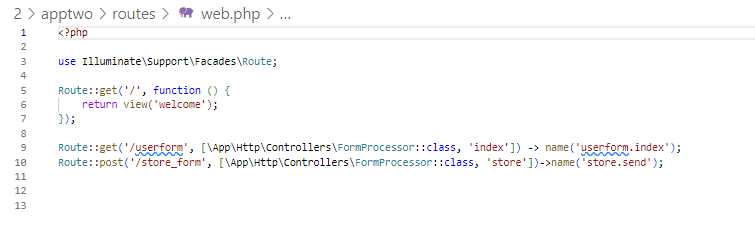 2 > apptwo > routes > web.php > ...
1 <?php
2
3 use Illuminate\Support\Facades\Route;
4
5 Route::get('/', function () {
6 return view('welcome');
7 });
8
9 Route::get('/userform', [\App\Http\Controllers\FormProcessor::class, 'index']) -> name('userform.index');
10 Route::post('/store_form', [\App\Http\Controllers\FormProcessor::class, 'store'])->name('store.send');
11
12
13